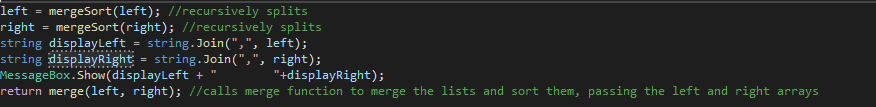 left = mergeSort(left); //recursively splits
right = mergeSort(right); //recursively splits
string displayLeft = string.Join(",", left);
string displayRight = string.Join(",", right);
MessageBox.Show(displayLeft + "       "+displayRight);
return merge(left, right); //calls merge function to merge the lists and sort them, passing the left and right arrays